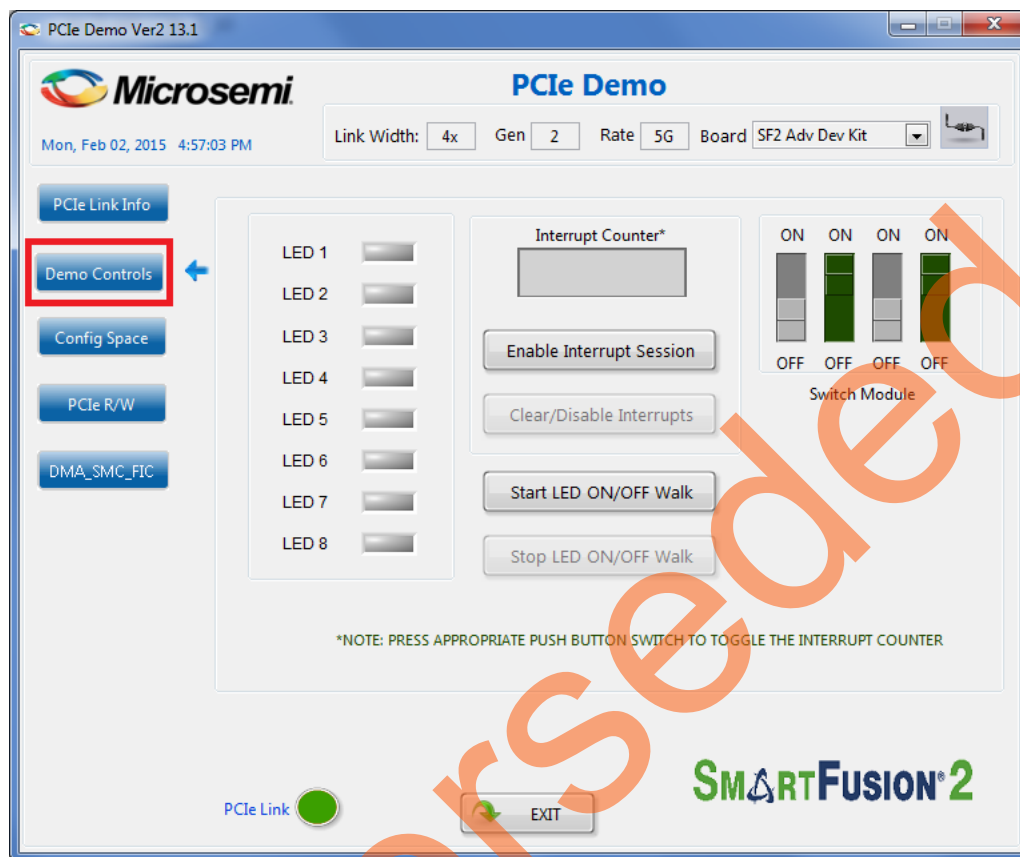 PCIe Demo Ver2 13.1
Microsemi.
PCIe Demo
Mon, Feb 02, 2015 4:57:03 PM
Link Width: 4x Gen 2 Rate 5G Board SF2 Adv Dev Kit
PCIe Link Info
Demo Controls
Config Space
PCIe R/W
DMA_SMC_FIC
LED 1
LED 2
LED 3
LED 4
LED 5
LED 6
LED 7
LED 8
Interrupt Counter*
Enable Interrupt Session
Clear/Disable Interrupts
Start LED ON/OFF Walk
Stop LED ON/OFF Walk
ON ON ON ON
OFF OFF OFF OFF
Switch Module
*NOTE: PRESS APPROPRIATE PUSH BUTTON SWITCH TO TOGGLE THE INTERRUPT COUNTER
PCIe Link
EXIT
SMARTFUSION®2
erseded